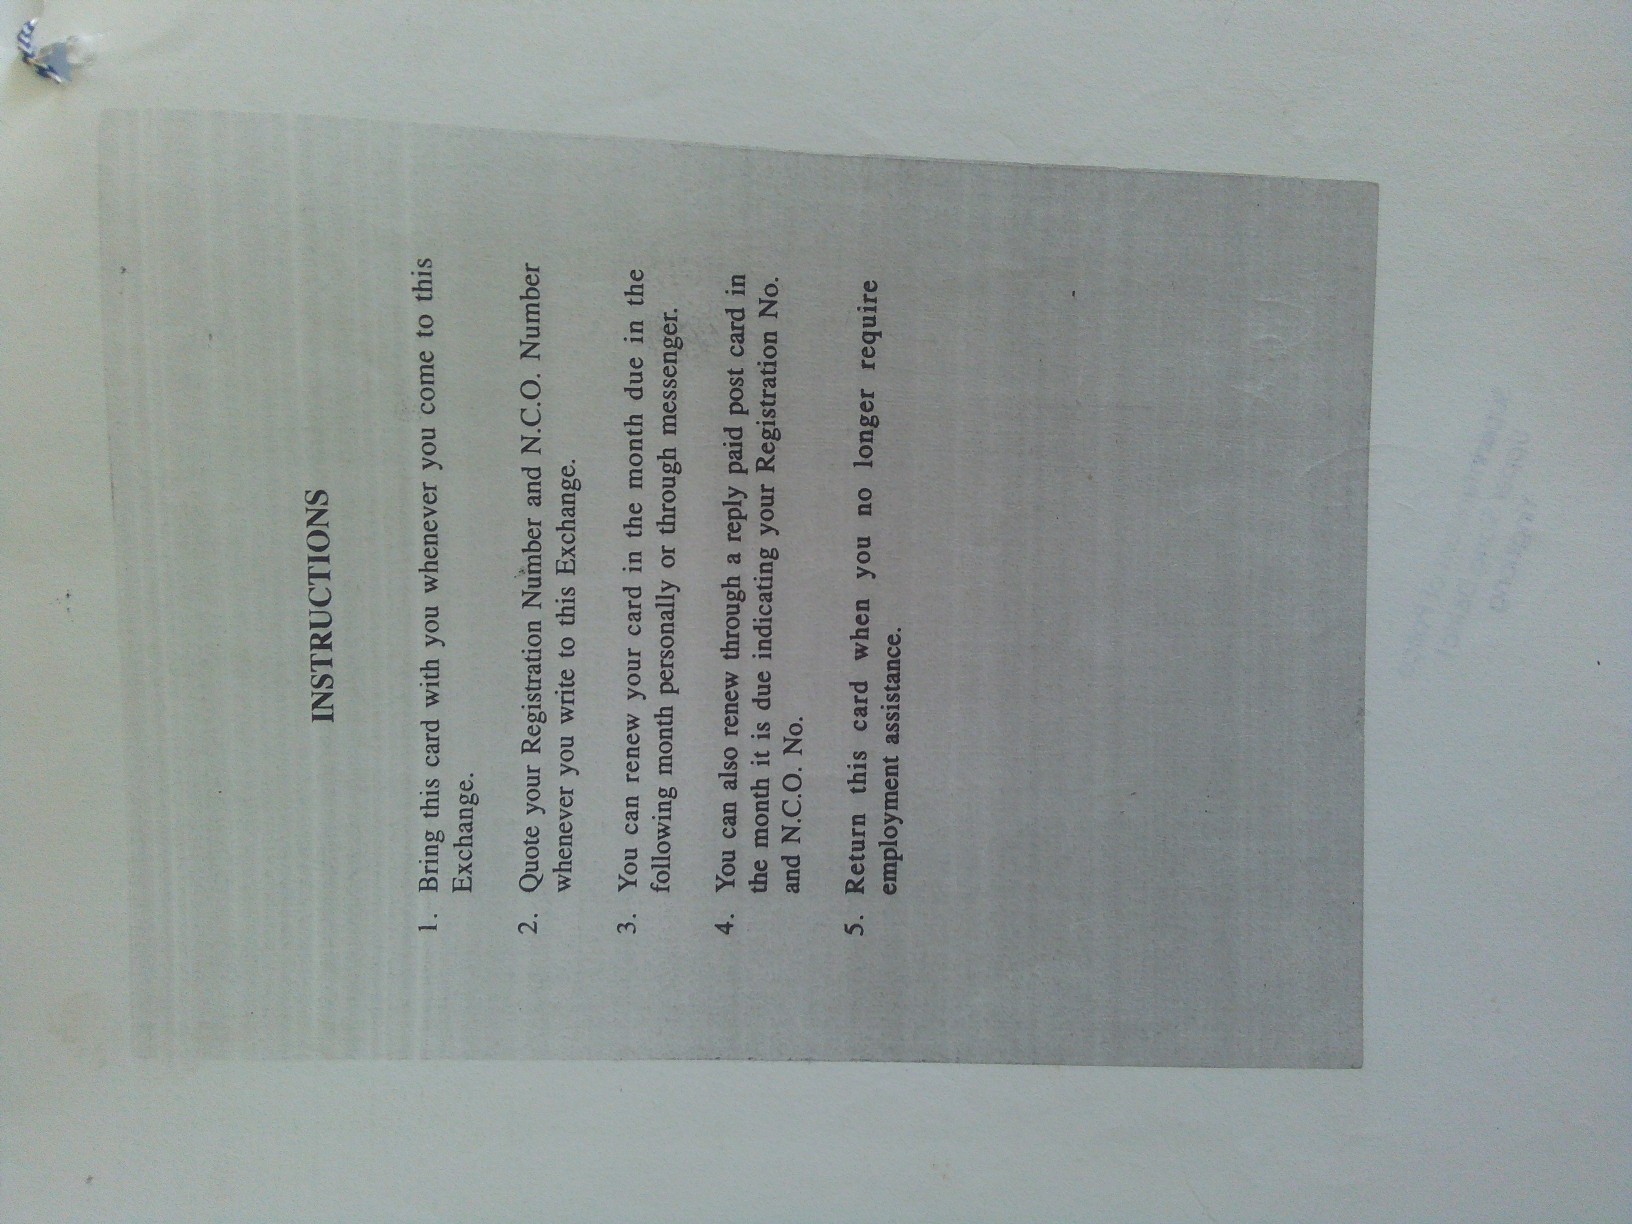 INSTRUCTIONS
1. Bring this card with you whenever you come to this
Exchange.
2. Quote your Registration Number and N.C.O. Number
whenever you write to this Exchange.
3. You can renew your card in the month due in the
following month personally or through messenger.
4. You can also renew through a reply paid post card in
the month it is due indicating your Registration No.
and N.C.O. No.
5. Return this card when you no longer require
employment assistance.